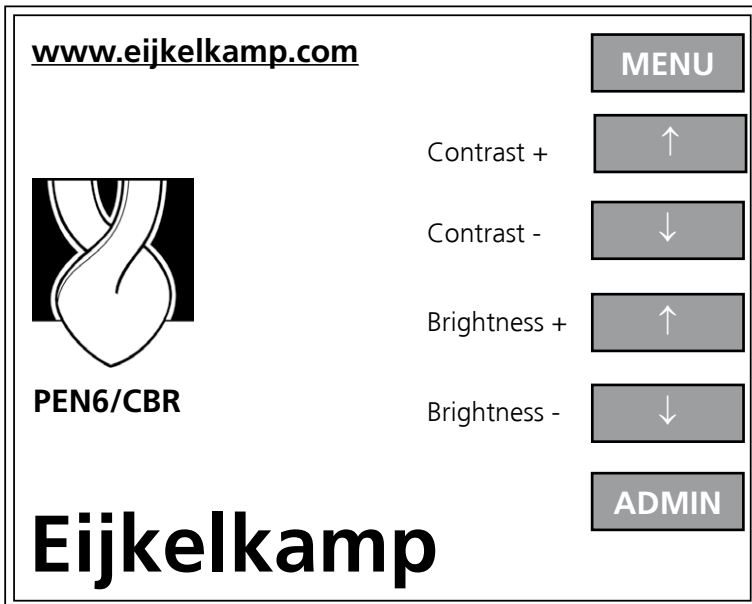 www.eijkelkamp.com
MENU
Contrast +
↑
Contrast -
↓
Brightness +
↑
PEN6/CBR
Brightness -
↓
ADMIN
Eijkelkamp